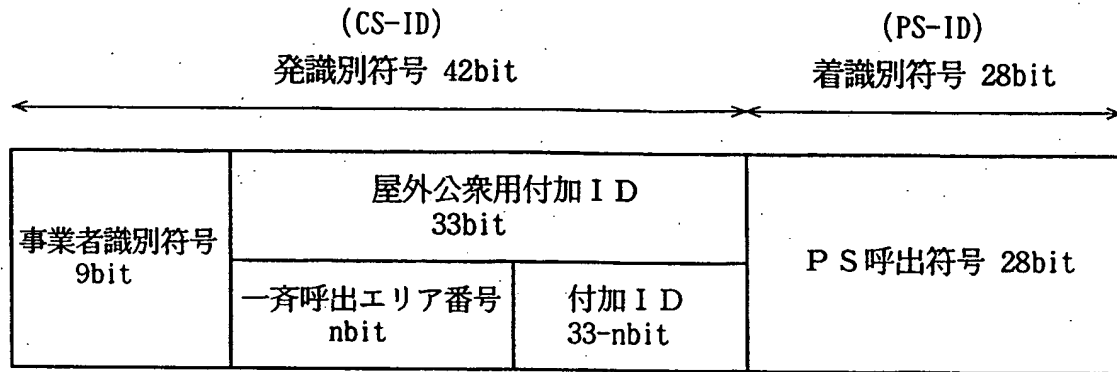 (CS-ID)
発識別符号 42bit
(PS-ID)
着識別符号 28bit
事業者識別符号
9bit
屋外公衆用付加ＩＤ
33bit
一斉呼出エリア番号
nbit
付加ＩＤ
33-nbit
ＰＳ呼出符号 28bit